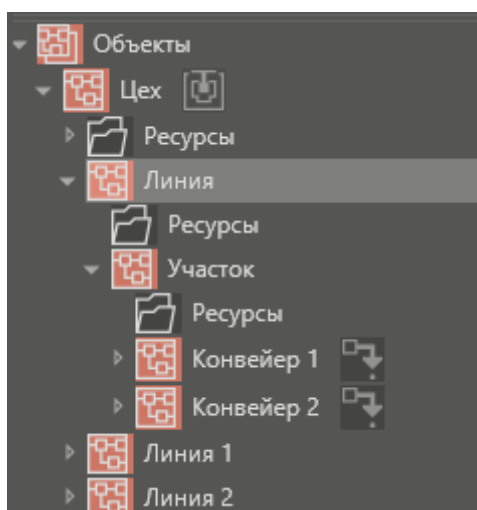 Объекты
Цех
Ресурсы
Линия
Ресурсы
Участок
Ресурсы
Конвейер 1
Конвейер 2
Линия 1
Линия 2